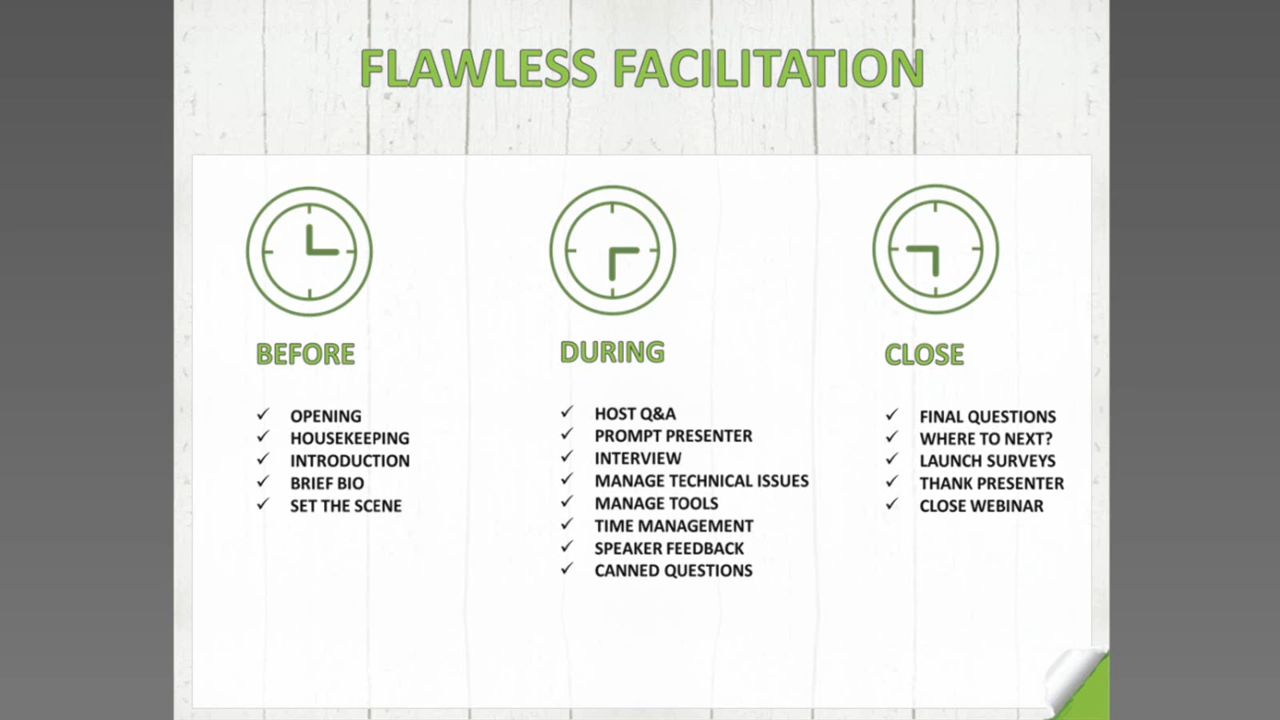 FLAWLESS FACILITATION
BEFORE
OPENING
HOUSEKEEPING
INTRODUCTION
BRIEF BIO
SET THE SCENE
DURING
HOST Q&A
PROMPT PRESENTER
INTERVIEW
MANAGE TECHNICAL ISSUES
MANAGE TOOLS
TIME MANAGEMENT
SPEAKER FEEDBACK
CANNED QUESTIONS
CLOSE
FINAL QUESTIONS
WHERE TO NEXT?
LAUNCH SURVEYS
THANK PRESENTER
CLOSE WEBINAR